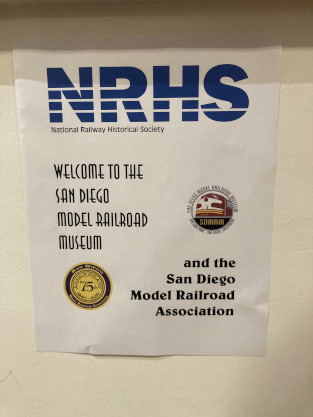 NRHS
National Railway Historical Society
WELCOME TO THE
SAN DIEGO
MODEL RAILROAD
MUSEUM
SDMRM
75
and the
San Diego
Model Railroad
Association